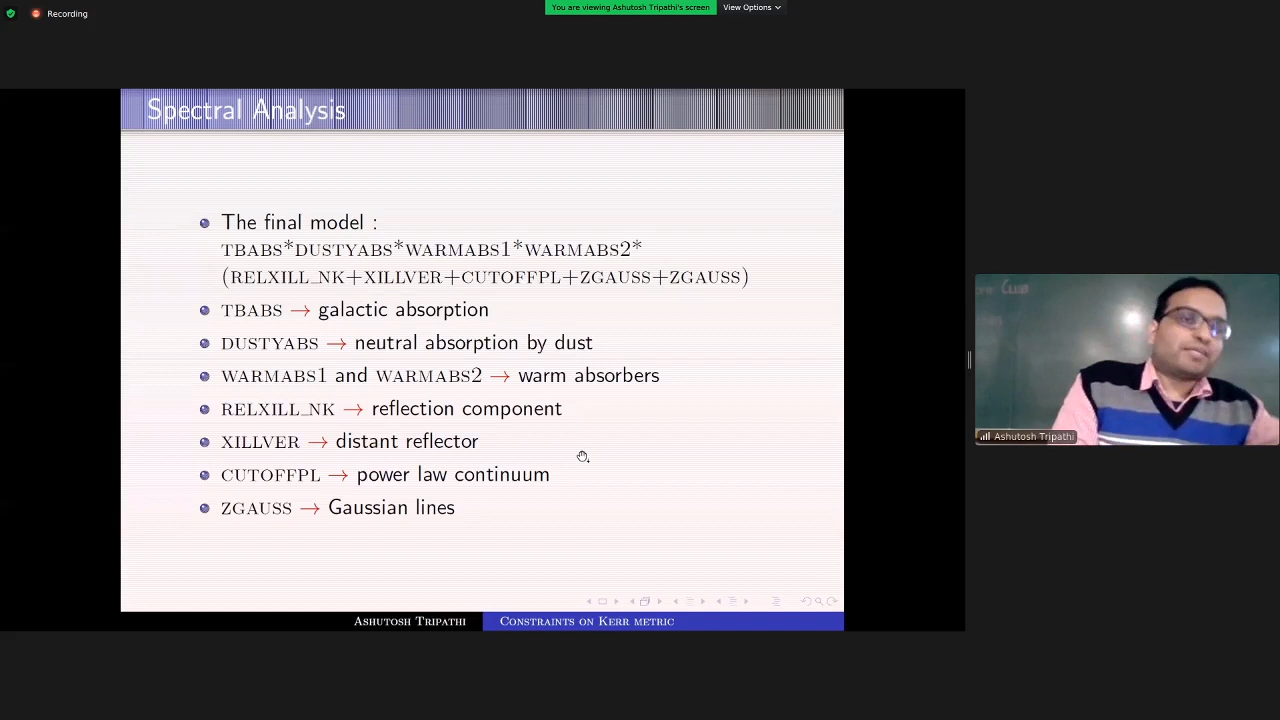 Recording
You are viewing Ashutosh Tripathi's screen
View Options
Spectral Analysis
The final model :
TBABS*DUSTYABS*WARMABS1*WARMABS2*
(RELXILL_NK+XILLVER+CUTOFFPL+ZGAUSS+ZGAUSS)
TBABS → galactic absorption
DUSTYABS → neutral absorption by dust
WARMABS1 and WARMABS2 → warm absorbers
RELXILL_NK → reflection component
XILLVER → distant reflector
CUTOFFPL → power law continuum
ZGAUSS → Gaussian lines
Ashutosh Tripathi
Constraints on Kerr metric
Ashutosh Tripathi